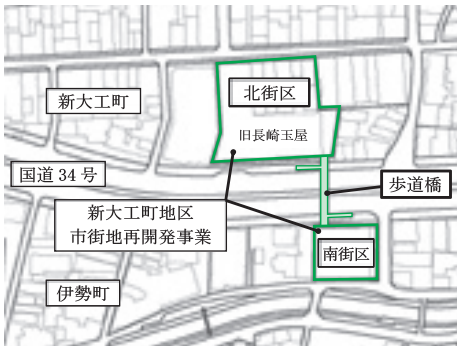 北街区
新大工町
旧長崎玉屋
国道34号
歩道橋
新大工町地区
市街地再開発事業
南街区
伊勢町